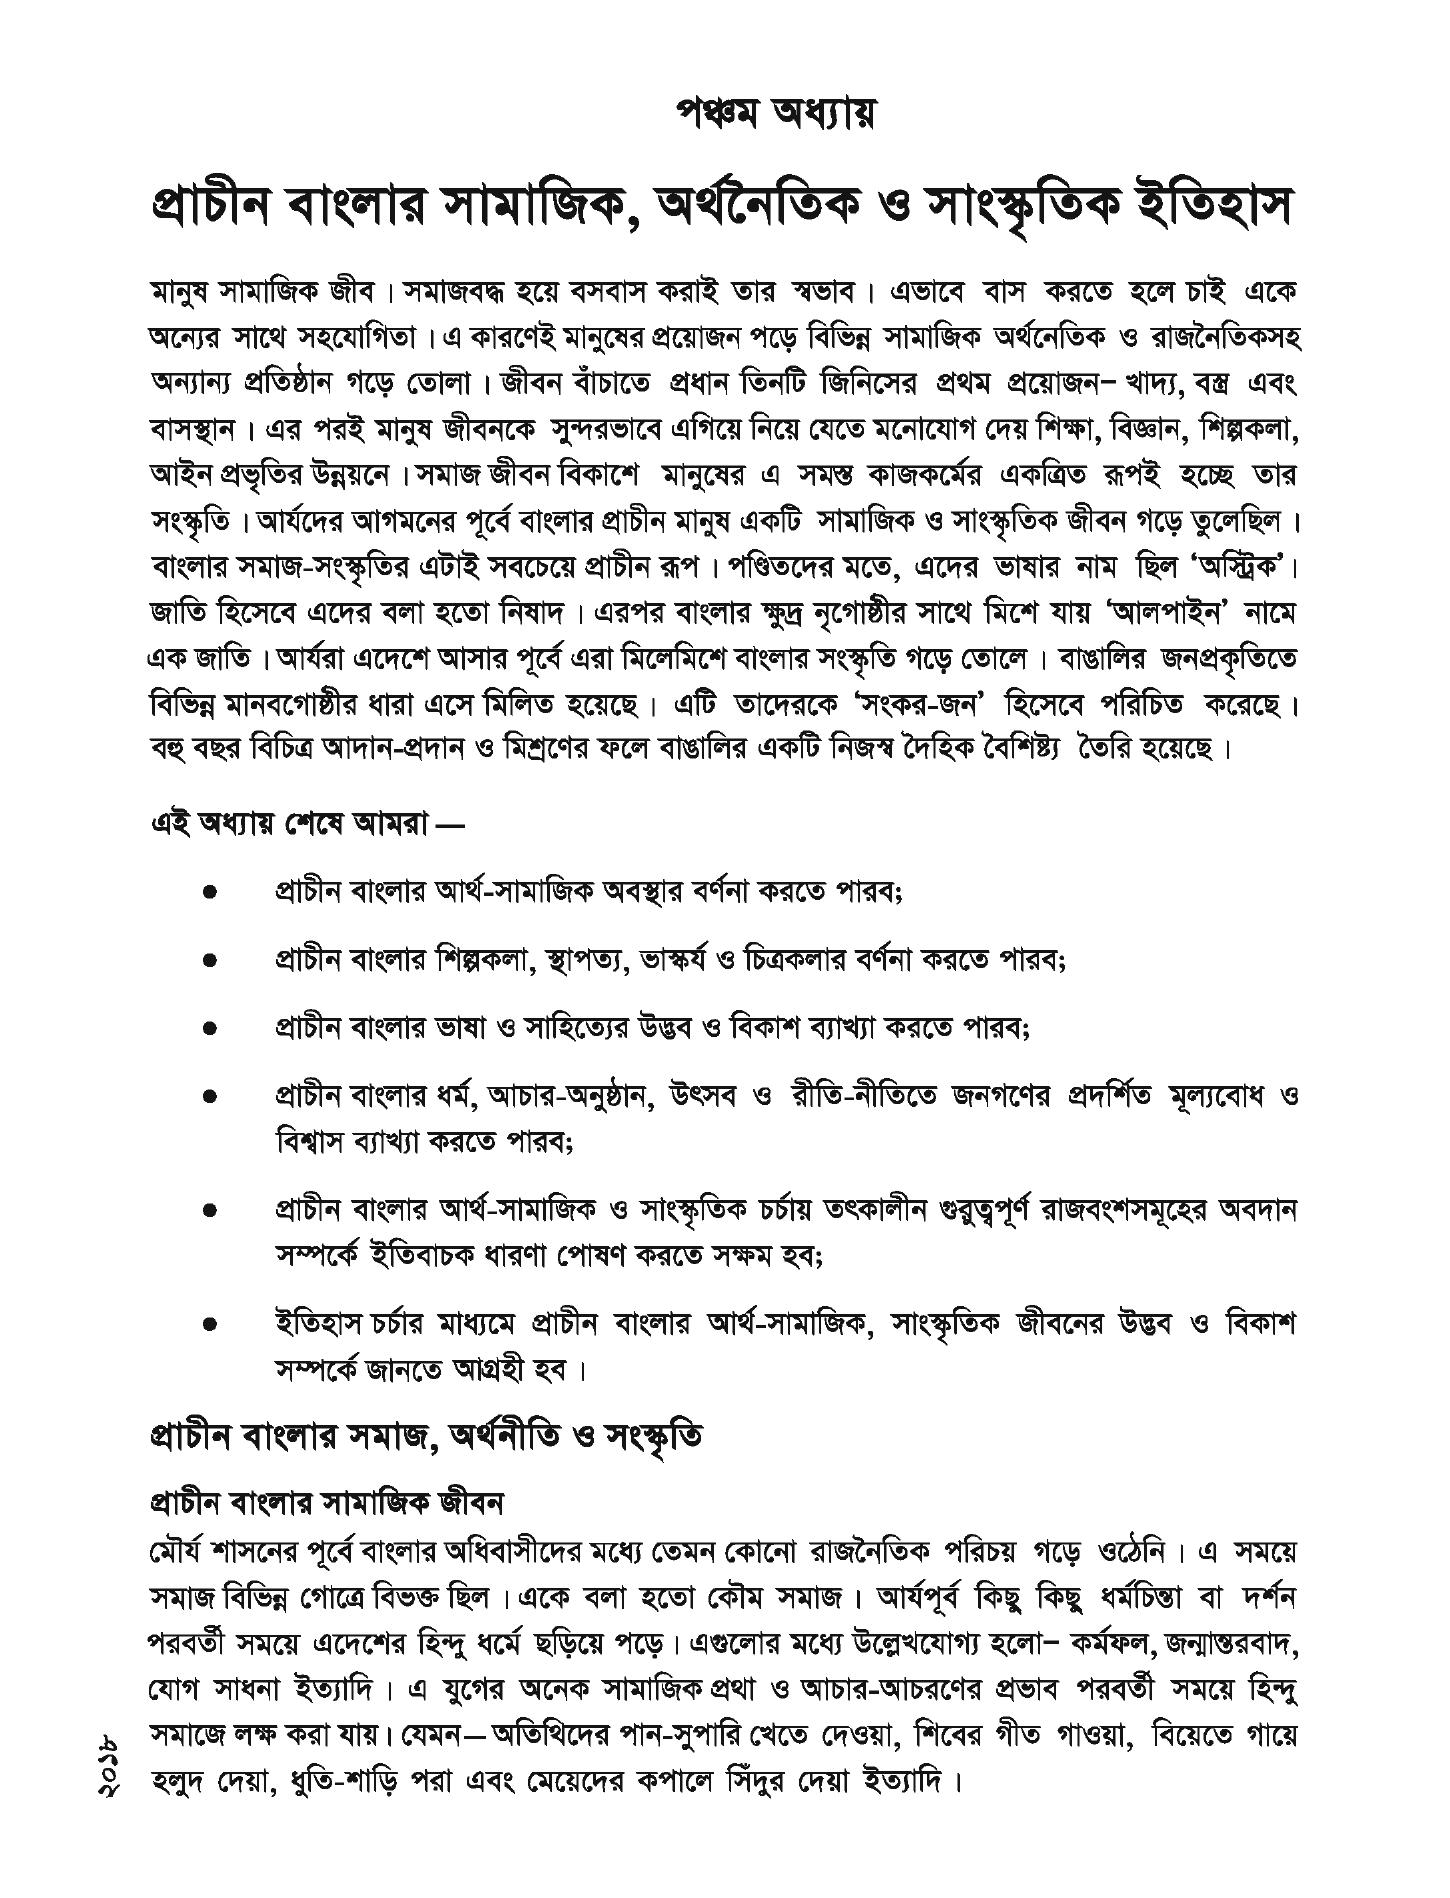 পঞ্চম অধ্যায়
প্রাচীন বাংলার সামাজিক, অর্থনৈতিক ও সাংস্কৃতিক ইতিহাস
মানুষ সামাজিক জীব। সমাজবদ্ধ হয়ে বসবাস করাই তার স্বভাব। এভাবে বাস করতে হলে চাই একে
অন্যের সাথে সহযোগিতা। এ কারণেই মানুষের প্রয়োজন পড়ে বিভিন্ন সামাজিক অর্থনৈতিক ও রাজনৈতিকসহ
অন্যান্য প্রতিষ্ঠান গড়ে তোলা। জীবন বাঁচাতে প্রধান তিনটি জিনিসের প্রথম প্রয়োজন– খাদ্য, বস্ত্র এবং
বাসস্থান। এর পরই মানুষ জীবনকে সুন্দরভাবে এগিয়ে নিয়ে যেতে মনোযোগ দেয় শিক্ষা, বিজ্ঞান, শিল্পকলা,
আইন প্রভৃতির উন্নয়নে। সমাজ জীবন বিকাশে মানুষের এ সমস্ত কাজকর্মের একত্রিত রূপই হচ্ছে তার
সংস্কৃতি। আর্যদের আগমনের পূর্বে বাংলার প্রাচীন মানুষ একটি সামাজিক ও সাংস্কৃতিক জীবন গড়ে তুলেছিল।
বাংলার সমাজ-সংস্কৃতির এটাই সবচেয়ে প্রাচীন রূপ। পণ্ডিতদের মতে, এদের ভাষার নাম ছিল ‘অস্ট্রিক’।
জাতি হিসেবে এদের বলা হতো নিষাদ। এরপর বাংলার ক্ষুদ্র নৃগোষ্ঠীর সাথে মিশে যায় ‘আলপাইন’ নামে
এক জাতি। আর্যরা এদেশে আসার পূর্বে এরা মিলেমিশে বাংলার সংস্কৃতি গড়ে তোলে। বাঙালির জনপ্রকৃতিতে
বিভিন্ন মানবগোষ্ঠীর ধারা এসে মিলিত হয়েছে। এটি তাদেরকে ‘সংকর-জন’ হিসেবে পরিচিত করেছে।
বহু বছর বিচিত্র আদান-প্রদান ও মিশ্রণের ফলে বাঙালির একটি নিজস্ব দৈহিক বৈশিষ্ট্য তৈরি হয়েছে।
এই অধ্যায় শেষে আমরা—
● প্রাচীন বাংলার আর্থ-সামাজিক অবস্থার বর্ণনা করতে পারব;
● প্রাচীন বাংলার শিল্পকলা, স্থাপত্য, ভাস্কর্য ও চিত্রকলার বর্ণনা করতে পারব;
● প্রাচীন বাংলার ভাষা ও সাহিত্যের উদ্ভব ও বিকাশ ব্যাখ্যা করতে পারব;
● প্রাচীন বাংলার ধর্ম, আচার-অনুষ্ঠান, উৎসব ও রীতি-নীতিতে জনগণের প্রদর্শিত মূল্যবোধ ও
বিশ্বাস ব্যাখ্যা করতে পারব;
● প্রাচীন বাংলার আর্থ-সামাজিক ও সাংস্কৃতিক চর্চায় তৎকালীন গুরুত্বপূর্ণ রাজবংশসমূহের অবদান
সম্পর্কে ইতিবাচক ধারণা পোষণ করতে সক্ষম হব;
● ইতিহাস চর্চার মাধ্যমে প্রাচীন বাংলার আর্থ-সামাজিক, সাংস্কৃতিক জীবনের উদ্ভব ও বিকাশ
সম্পর্কে জানতে আগ্রহী হব।
প্রাচীন বাংলার সমাজ, অর্থনীতি ও সংস্কৃতি
প্রাচীন বাংলার সামাজিক জীবন
মৌর্য শাসনের পূর্বে বাংলার অধিবাসীদের মধ্যে তেমন কোনো রাজনৈতিক পরিচয় গড়ে ওঠেনি। এ সময়ে
সমাজ বিভিন্ন গোত্রে বিভক্ত ছিল। একে বলা হতো কৌম সমাজ। আর্যপূর্ব কিছু কিছু ধর্মচিন্তা বা দর্শন
পরবর্তী সময়ে এদেশের হিন্দু ধর্মে ছড়িয়ে পড়ে। এগুলোর মধ্যে উল্লেখযোগ্য হলো– কর্মফল, জন্মান্তরবাদ,
যোগ সাধনা ইত্যাদি। এ যুগের অনেক সামাজিক প্রথা ও আচার-আচরণের প্রভাব পরবর্তী সময়ে হিন্দু
সমাজে লক্ষ করা যায়। যেমন— অতিথিদের পান-সুপারি খেতে দেওয়া, শিবের গীত গাওয়া, বিয়েতে গায়ে
হলুদ দেয়া, ধুতি-শাড়ি পরা এবং মেয়েদের কপালে সিঁদুর দেয়া ইত্যাদি।
২০১৮